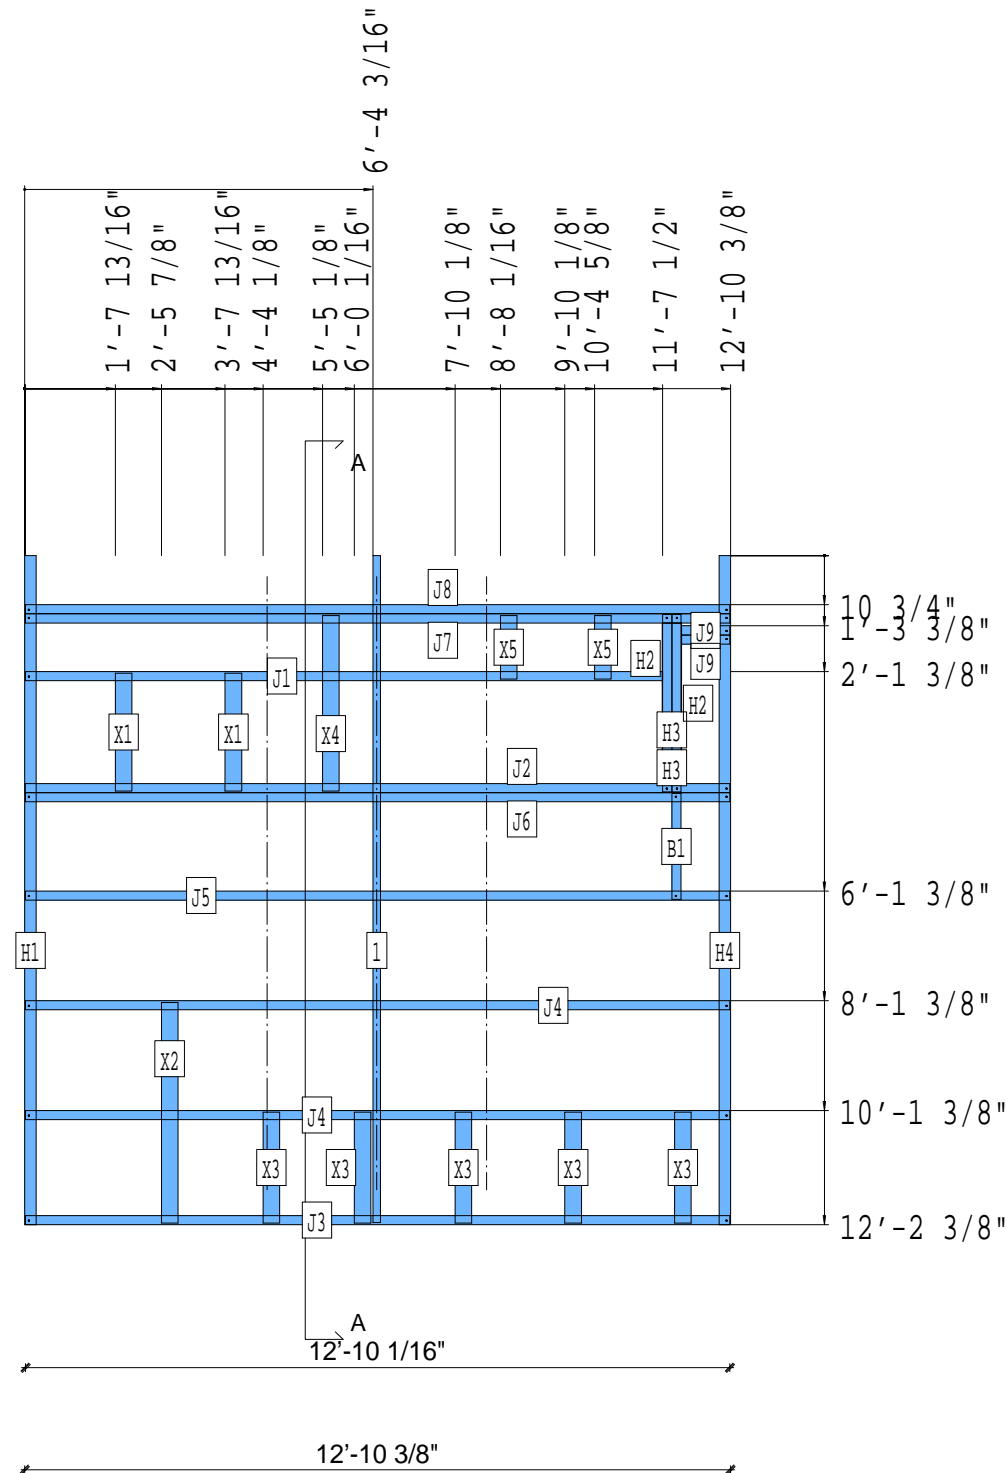 6'-4 3/16"
1'-7 13/16"
2'-5 7/8"
3'-7 13/16"
4'-4 1/8"
5'-5 1/8"
6'-0 1/16"
7'-10 1/8"
8'-8 1/16"
9'-10 1/8"
10'-4 5/8"
11'-7 1/2"
12'-10 3/8"
A
J8
10 3/4"
J9
1'-3 3/8"
J7
X5
X5
H2
J9
J1
2'-1 3/8"
H2
X1
X1
X4
H3
J2
H3
J6
B1
J5
6'-1 3/8"
H1
1
H4
J4
8'-1 3/8"
X2
J4
10'-1 3/8"
X3
X3
X3
X3
X3
J3
12'-2 3/8"
A
12'-10 1/16"
12'-10 3/8"